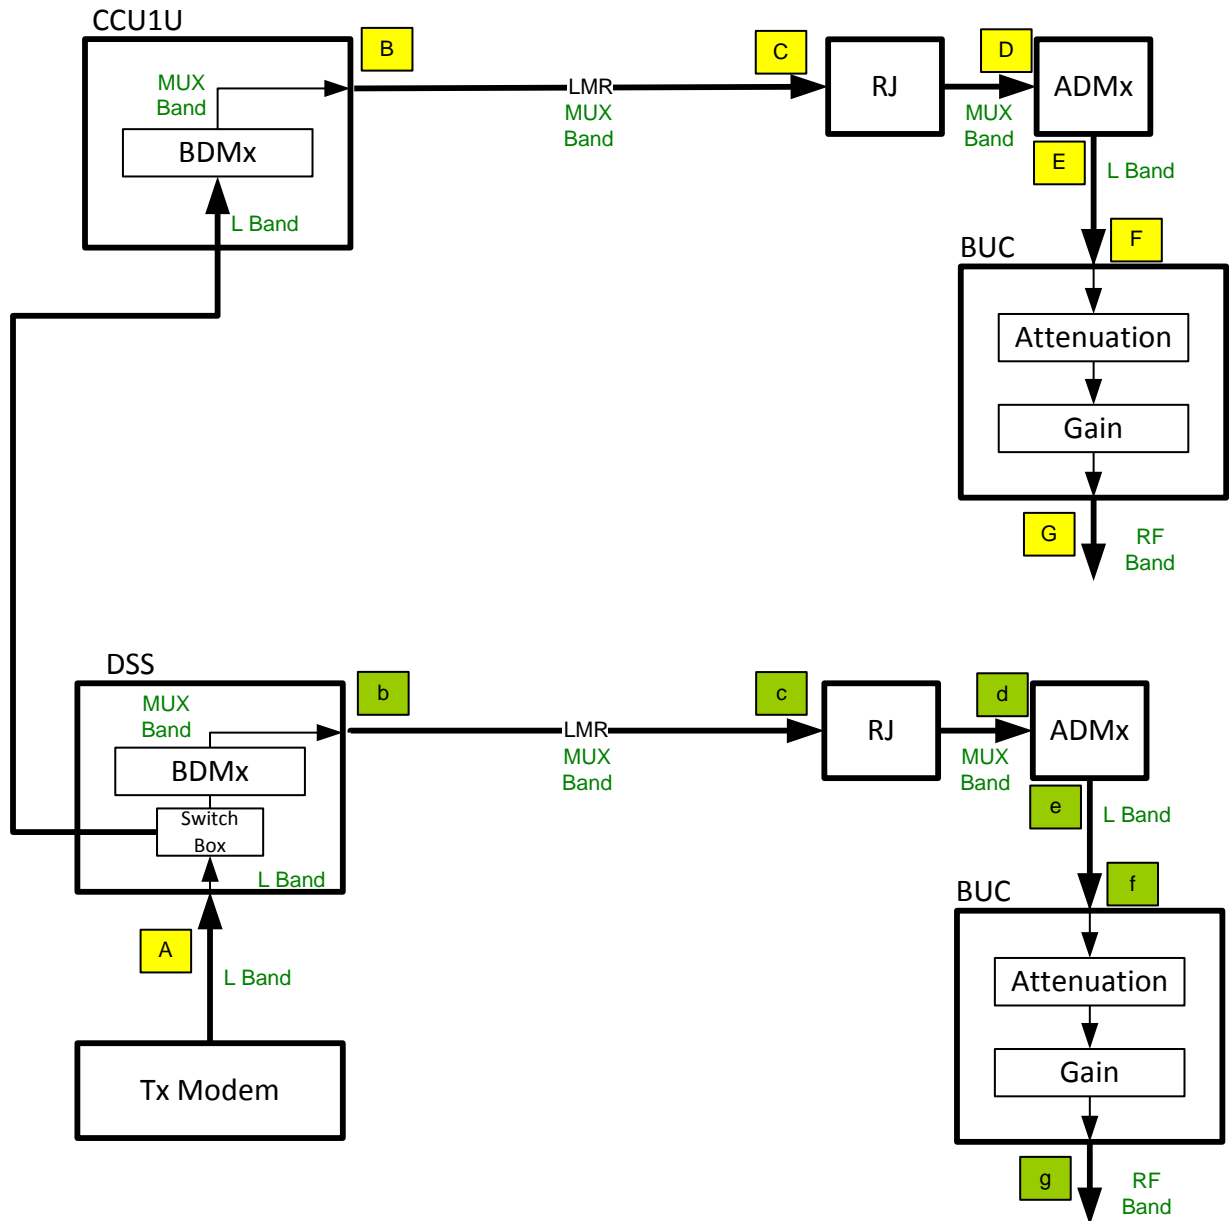 CCU1U
B
C
D
MUX
Band
BDMx
L Band
LMR
MUX
Band
RJ
MUX
Band
ADMx
E
L Band
F
BUC
Attenuation
Gain
G
RF
Band
DSS
b
c
d
MUX
Band
BDMx
Switch
Box
L Band
LMR
MUX
Band
RJ
MUX
Band
ADMx
e
L Band
f
BUC
Attenuation
Gain
g
RF
Band
A
L Band
Tx Modem